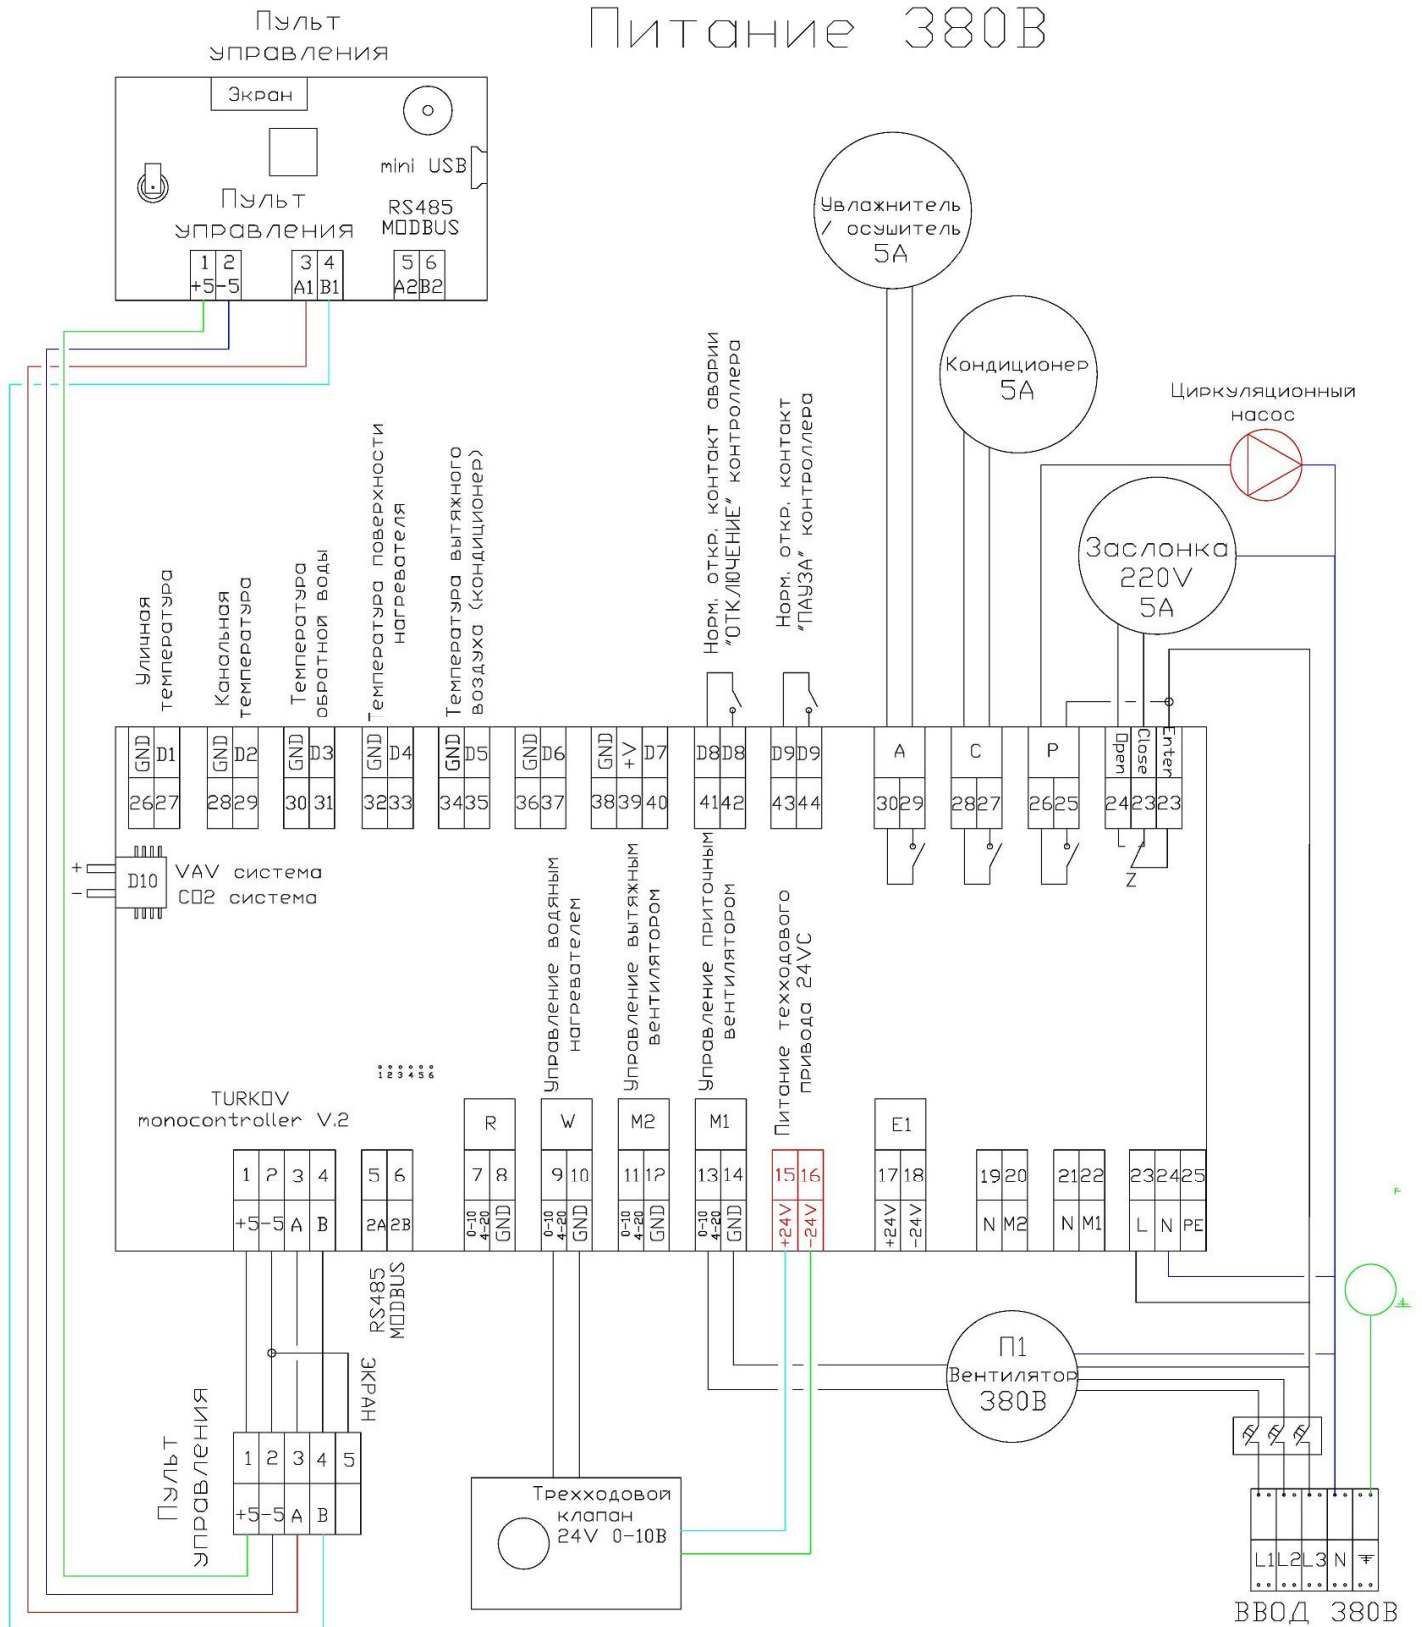 Питание 380В
Пульт
управления
Экран
mini USB
Пульт
управления
RS485
MODBUS
1 2 3 4 5 6
+5 -5 A1 B1 A2 B2
Увлажнитель
/ осушитель
5А
Кондиционер
5А
Циркуляционный
насос
Заслонка
220V
5А
Уличная
температура
Канальная
температура
Температура
обратной воды
Температура поверхности
нагревателя
Температура вытяжного
воздуха (кондиционер)
Норм. откр. контакт аварии
"ОТКЛЮЧЕНИЕ" контроллера
Норм. откр. контакт
"ПАУЗА" контроллера
GND D1 GND D2 GND D3 GND D4 GND D5 GND D6 GND +V D7 D8 D8 D9 D9 A C P Open Close Enter
26 27 28 29 30 31 32 33 34 35 36 37 38 39 40 41 42 43 44 30 29 28 27 26 25 24 23 23
Z
+
-
D10
VAV система
CO2 система
Управление водяным
нагревателем
Управление вытяжным
вентилятором
Управление приточным
вентилятором
Питание техходового
привода 24VC
1 2 3 4 5 6
TURKOV
monocontroller V.2
R W M2 M1 E1
1 2 3 4 5 6 7 8 9 10 11 12 13 14 15 16 17 18 19 20 21 22 23 24 25
+5 -5 A B 2A 2B 0-10 4-20 GND 0-10 4-20 GND 0-10 4-20 GND 0-10 4-20 GND +24V -24V +24V -24V N M2 N M1 L N PE
RS485
MODBUS
ЭКРАН
Пульт
управления
1 2 3 4 5
+5 -5 A B
П1
Вентилятор
380В
Трехходовой
клапан
24V 0-10В
L1 L2 L3 N
ВВОД 380В